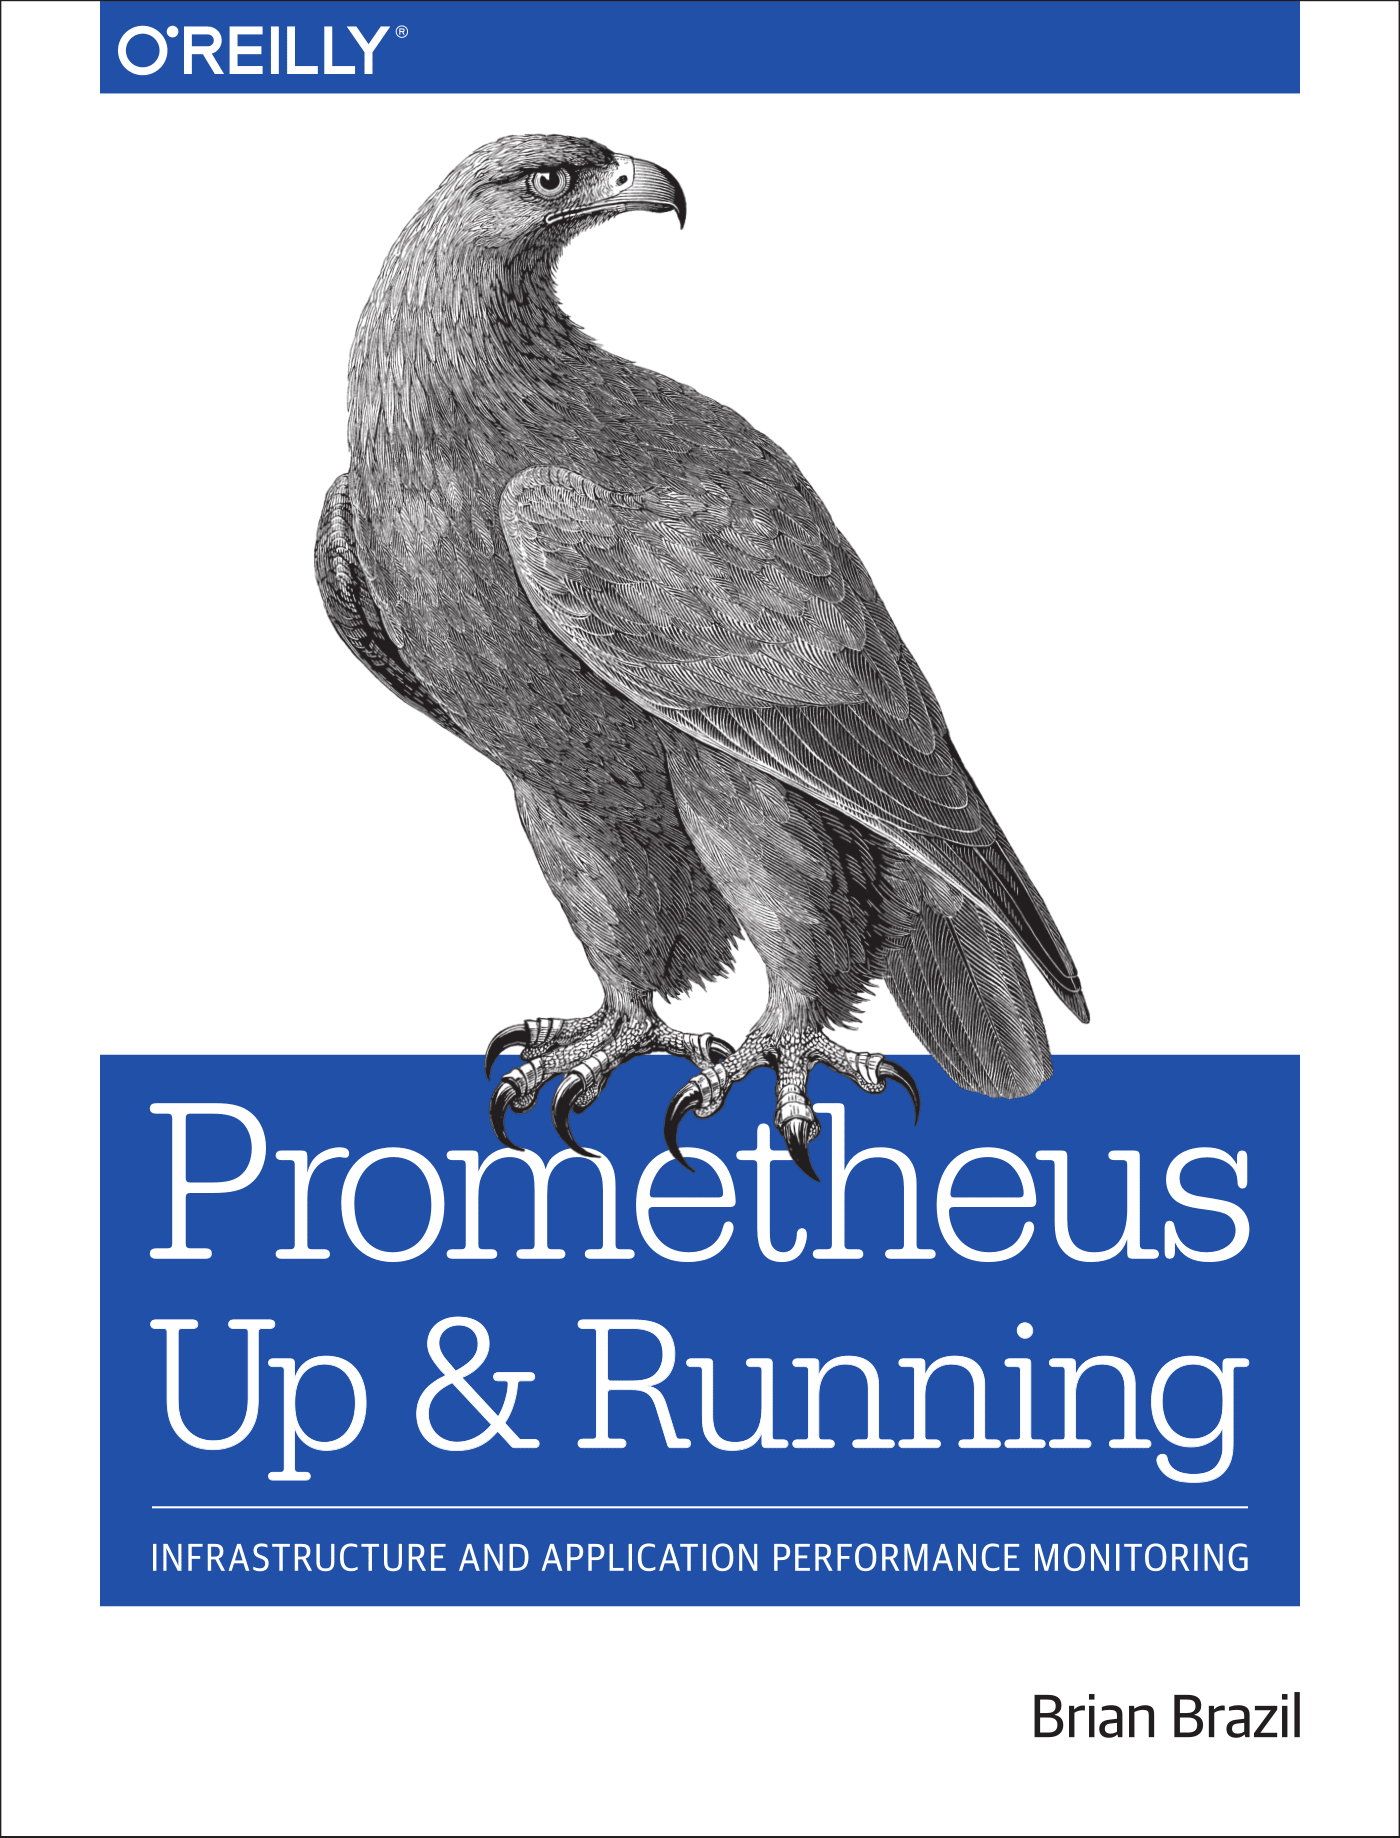 O'REILLY®
Prometheus
Up & Running
INFRASTRUCTURE AND APPLICATION PERFORMANCE MONITORING
Brian Brazil